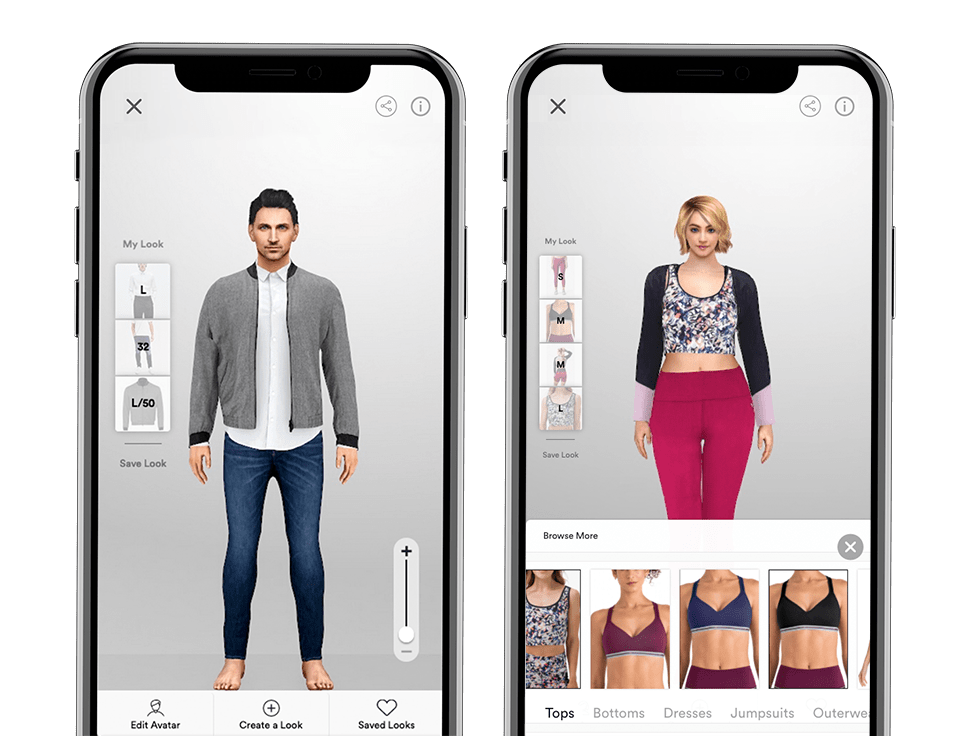 My Look
L
32
L/50
Save Look
+
−
Edit Avatar
Create a Look
Saved Looks
My Look
S
M
M
L
Save Look
Browse More
Tops Bottoms Dresses Jumpsuits Outerwea